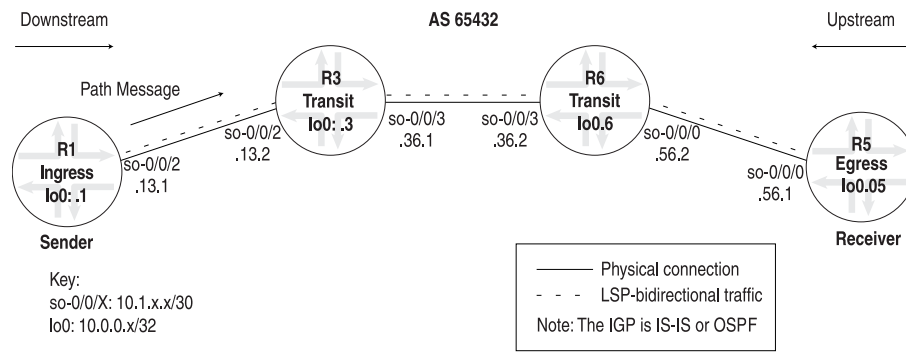 Downstream
AS 65432
Upstream
Path Message
R1
Ingress
lo0: .1
Sender
so-0/0/2
.13.1
R3
Transit
lo0: .3
so-0/0/2
.13.2
so-0/0/3
.36.1
R6
Transit
lo0.6
so-0/0/3
.36.2
so-0/0/0
.56.2
R5
Egress
lo0.05
so-0/0/0
.56.1
Receiver
Key:
so-0/0/X: 10.1.x.x/30
lo0: 10.0.0.x/32
Physical connection
LSP-bidirectional traffic
Note: The IGP is IS-IS or OSPF